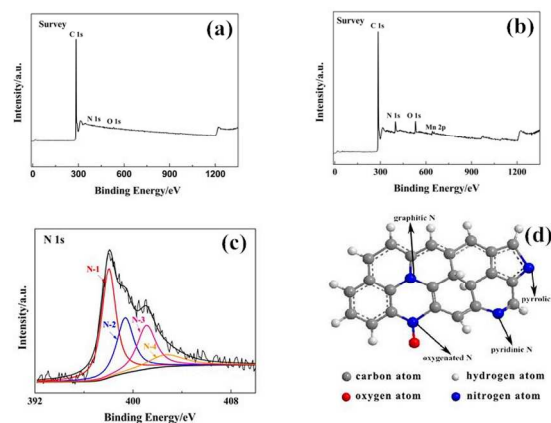 Survey
(a)
C 1s
N 1s
O 1s
Intensity/a.u.
0 300 600 900 1200
Binding Energy/eV
Survey
(b)
C 1s
N 1s
O 1s
Mn 2p
Intensity/a.u.
0 300 600 900 1200
Binding Energy/eV
N 1s
(c)
N-1
N-2
N-3
N-4
Intensity/a.u.
392 400 408
Binding Energy/eV
graphitic N
(d)
pyrrolic
oxygenated N
pyridinic N
carbon atom
hydrogen atom
oxygen atom
nitrogen atom